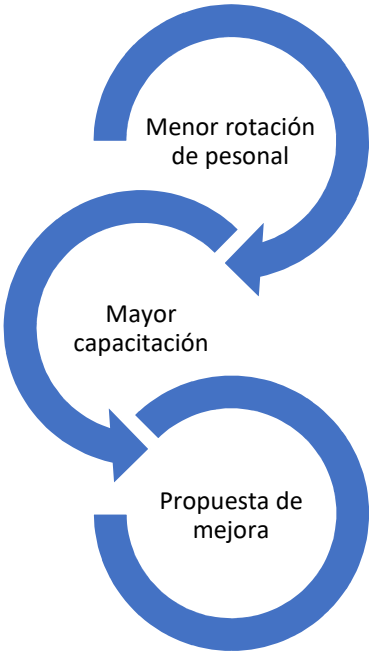 Menor rotación
de pesonal
Mayor
capacitación
Propuesta de
mejora